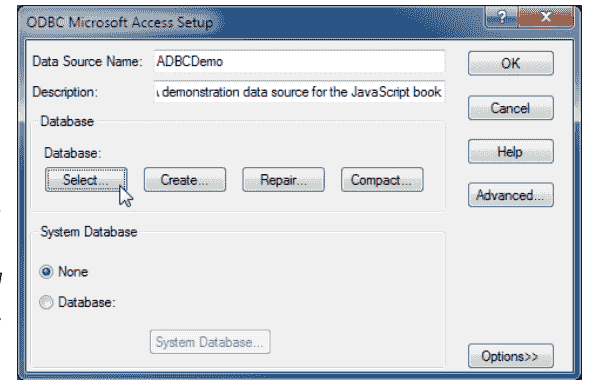 ODBC Microsoft Access Setup
Data Source Name: ADBCDemo
OK
Description: demonstration data source for the JavaScript book
Cancel
Database
Help
Database:
Select... Create... Repair... Compact...
Advanced...
System Database
None
Database:
System Database...
Options>>